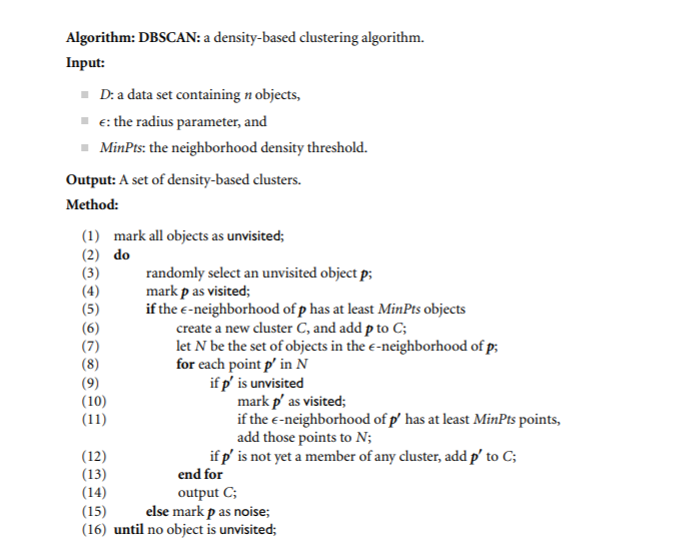 Algorithm: DBSCAN: a density-based clustering algorithm.
Input:
D: a data set containing n objects,
ϵ: the radius parameter, and
MinPts: the neighborhood density threshold.
Output: A set of density-based clusters.
Method:
(1) mark all objects as unvisited;
(2) do
(3) randomly select an unvisited object p;
(4) mark p as visited;
(5) if the ϵ-neighborhood of p has at least MinPts objects
(6) create a new cluster C, and add p to C;
(7) let N be the set of objects in the ϵ-neighborhood of p;
(8) for each point p′ in N
(9) if p′ is unvisited
(10) mark p′ as visited;
(11) if the ϵ-neighborhood of p′ has at least MinPts points,
add those points to N;
(12) if p′ is not yet a member of any cluster, add p′ to C;
(13) end for
(14) output C;
(15) else mark p as noise;
(16) until no object is unvisited;